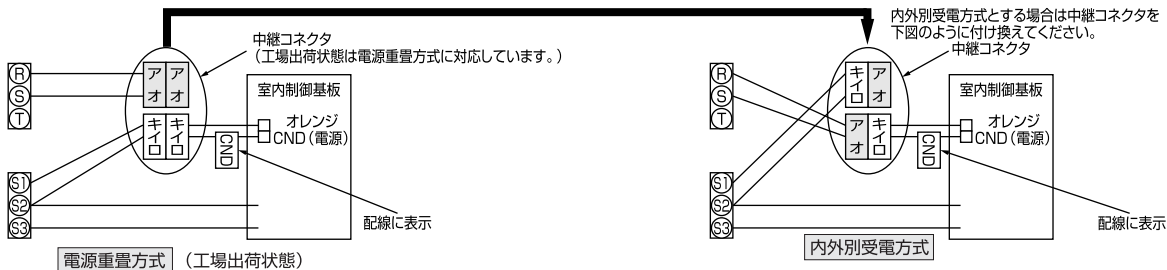 中継コネクタ
（工場出荷状態は電源重畳方式に対応しています。）
R
S
T
アオ
アオ
キイロ
キイロ
室内制御基板
オレンジ
CND（電源）
CND
S1
S2
S3
配線に表示
電源重畳方式（工場出荷状態）
内外別受電方式とする場合は中継コネクタを
下図のように付け換えてください。
中継コネクタ
R
S
T
キイロ
アオ
アオ
キイロ
室内制御基板
オレンジ
CND（電源）
CND
S1
S2
S3
配線に表示
内外別受電方式